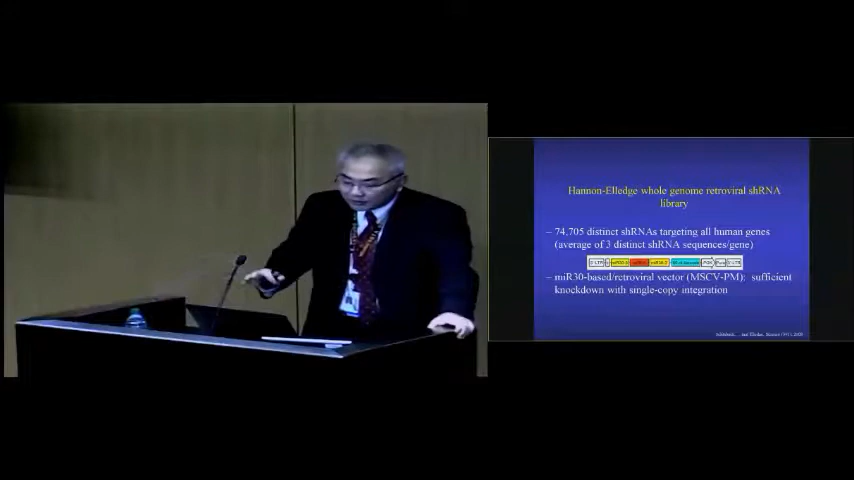 Hannon-Elledge whole genome retroviral shRNA
library
– 74,705 distinct shRNAs targeting all human genes
(average of 3 distinct shRNA sequences/gene)
– miR30-based/retroviral vector (MSCV-PM): sufficient
knockdown with single-copy integration